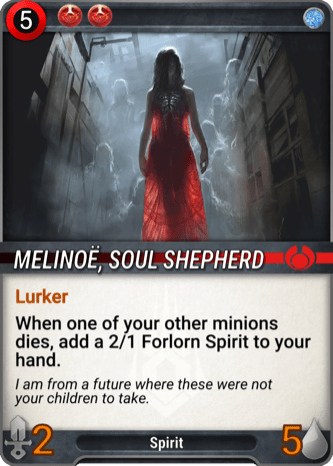 5
MELINOË, SOUL SHEPHERD
Lurker
When one of your other minions
dies, add a 2/1 Forlorn Spirit to your
hand.
I am from a future where these were not
your children to take.
2
Spirit
5